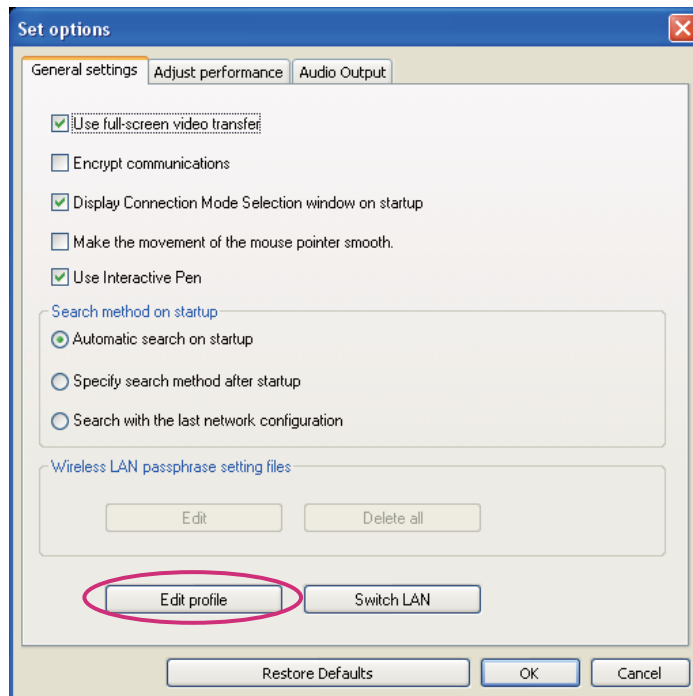 Set options
General settings Adjust performance Audio Output
Use full-screen video transfer
Encrypt communications
Display Connection Mode Selection window on startup
Make the movement of the mouse pointer smooth.
Use Interactive Pen
Search method on startup
Automatic search on startup
Specify search method after startup
Search with the last network configuration
Wireless LAN passphrase setting files
Edit Delete all
Edit profile Switch LAN
Restore Defaults OK Cancel